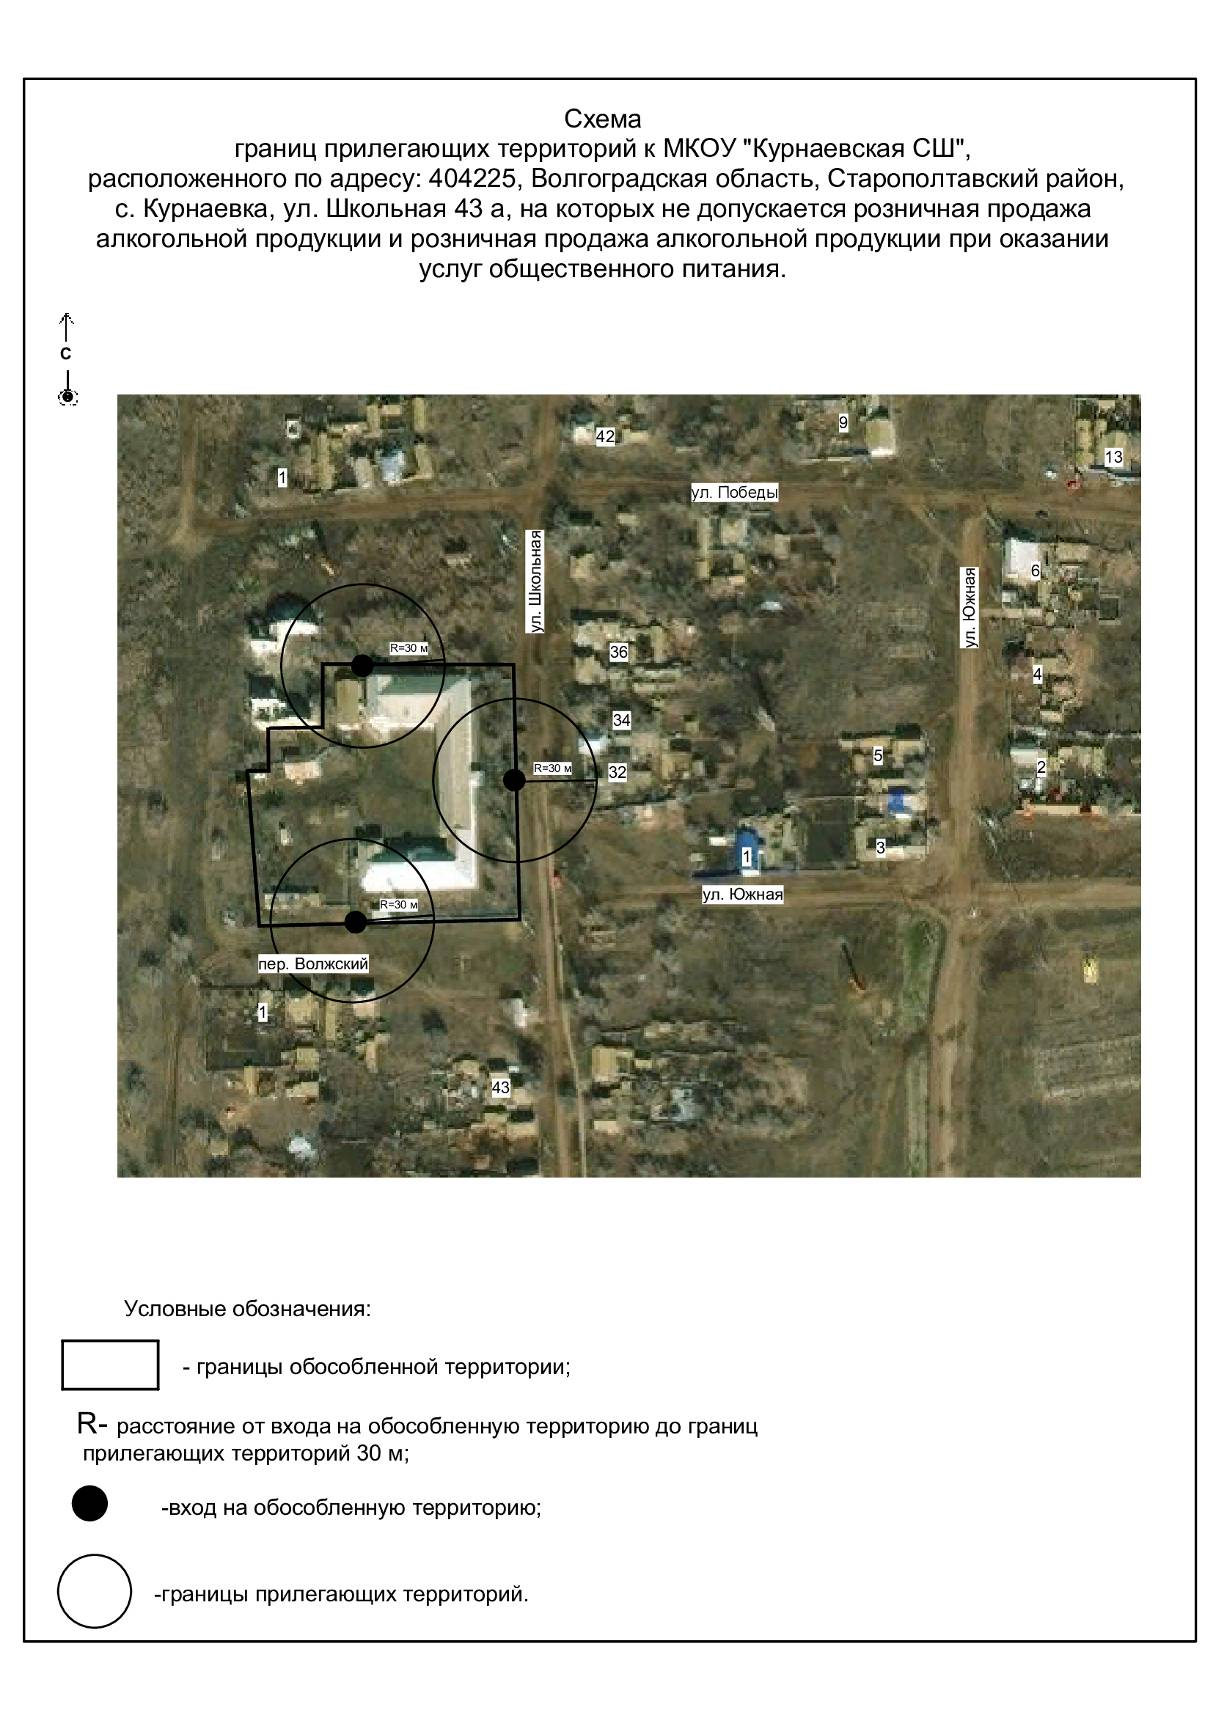 Схема
границ прилегающих территорий к МКОУ "Курнаевская СШ",
расположенного по адресу: 404225, Волгоградская область, Старополтавский район,
с. Курнаевка, ул. Школьная 43 а, на которых не допускается розничная продажа
алкогольной продукции и розничная продажа алкогольной продукции при оказании
услуг общественного питания.
С
42
9
13
1
ул. Победы
ул. Школьная
ул. Южная
6
R=30 м
36
4
34
5
R=30 м
32
2
3
1
ул. Южная
R=30 м
пер. Волжский
1
43
Условные обозначения:
- границы обособленной территории;
R- расстояние от входа на обособленную территорию до границ
прилегающих территорий 30 м;
-вход на обособленную территорию;
-границы прилегающих территорий.